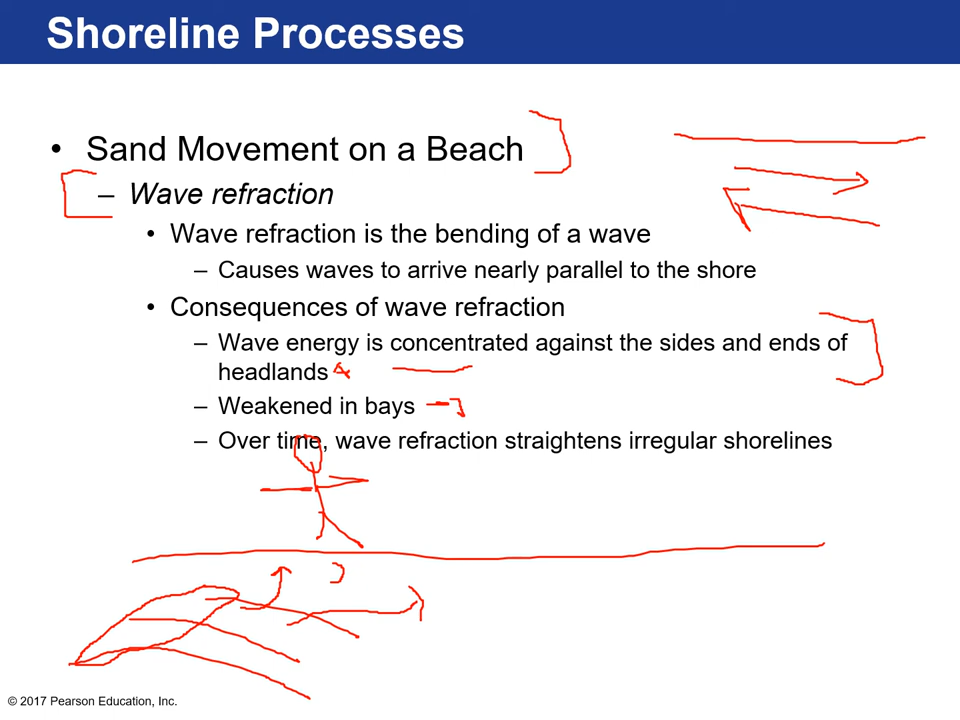 Shoreline Processes
• Sand Movement on a Beach
– Wave refraction
• Wave refraction is the bending of a wave
– Causes waves to arrive nearly parallel to the shore
• Consequences of wave refraction
– Wave energy is concentrated against the sides and ends of
headlands
– Weakened in bays
– Over time, wave refraction straightens irregular shorelines
© 2017 Pearson Education, Inc.